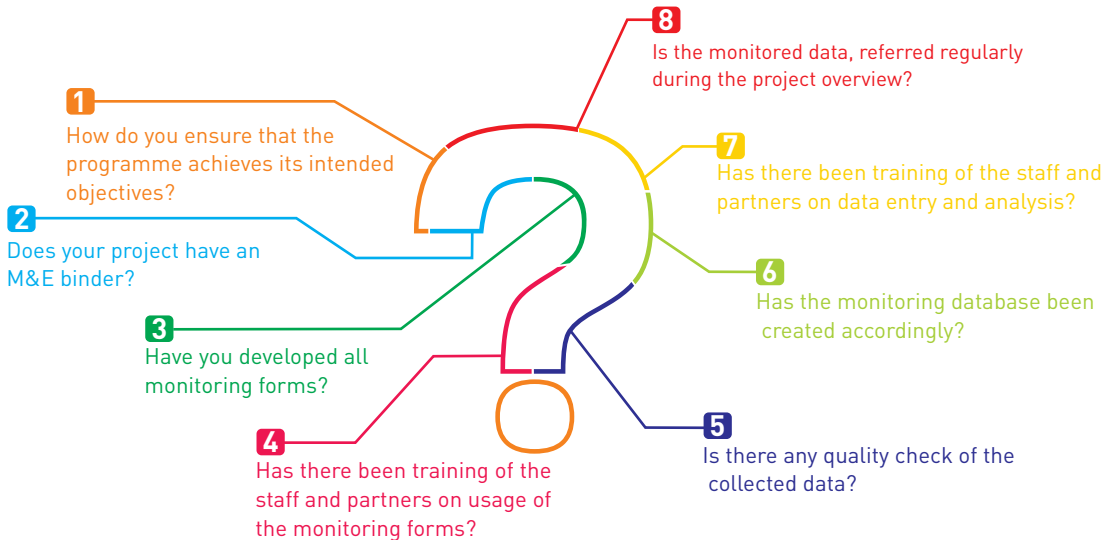 1
How do you ensure that the
programme achieves its intended
objectives?
2
Does your project have an
M&E binder?
3
Have you developed all
monitoring forms?
4
Has there been training of the
staff and partners on usage of
the monitoring forms?
5
Is there any quality check of the
collected data?
6
Has the monitoring database been
created accordingly?
7
Has there been training of the staff and
partners on data entry and analysis?
8
Is the monitored data, referred regularly
during the project overview?